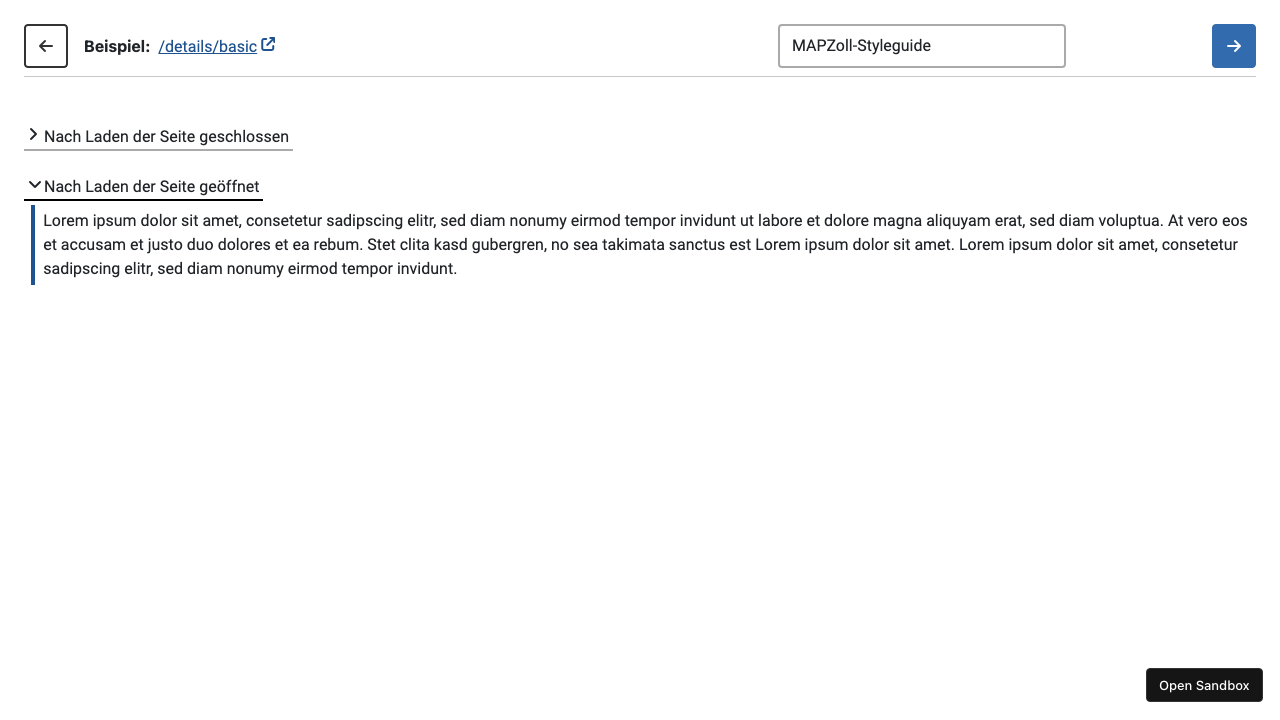 Beispiel: /details/basic
MAPZoll-Styleguide
Nach Laden der Seite geschlossen
Nach Laden der Seite geöffnet
Lorem ipsum dolor sit amet, consetetur sadipscing elitr, sed diam nonumy eirmod tempor invidunt ut labore et dolore magna aliquyam erat, sed diam voluptua. At vero eos
et accusam et justo duo dolores et ea rebum. Stet clita kasd gubergren, no sea takimata sanctus est Lorem ipsum dolor sit amet. Lorem ipsum dolor sit amet, consetetur
sadipscing elitr, sed diam nonumy eirmod tempor invidunt.
Open Sandbox